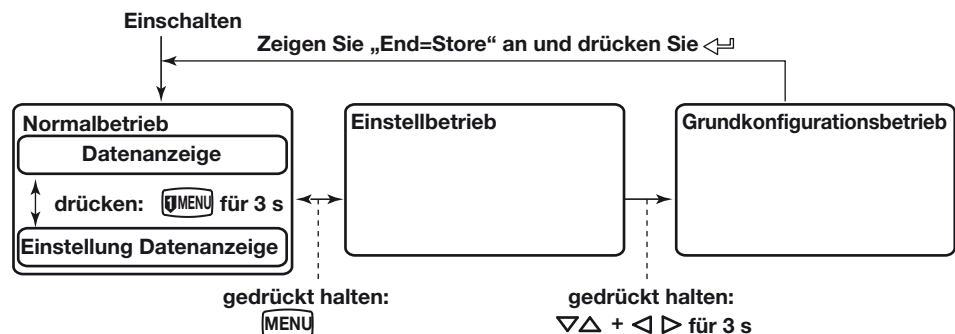 Einschalten
Zeigen Sie „End=Store“ an und drücken Sie
Normalbetrieb
Datenanzeige
drücken: MENU für 3 s
Einstellung Datenanzeige
Einstellbetrieb
Grundkonfigurationsbetrieb
gedrückt halten:
MENU
gedrückt halten:
▽△ + ◁ ▷ für 3 s